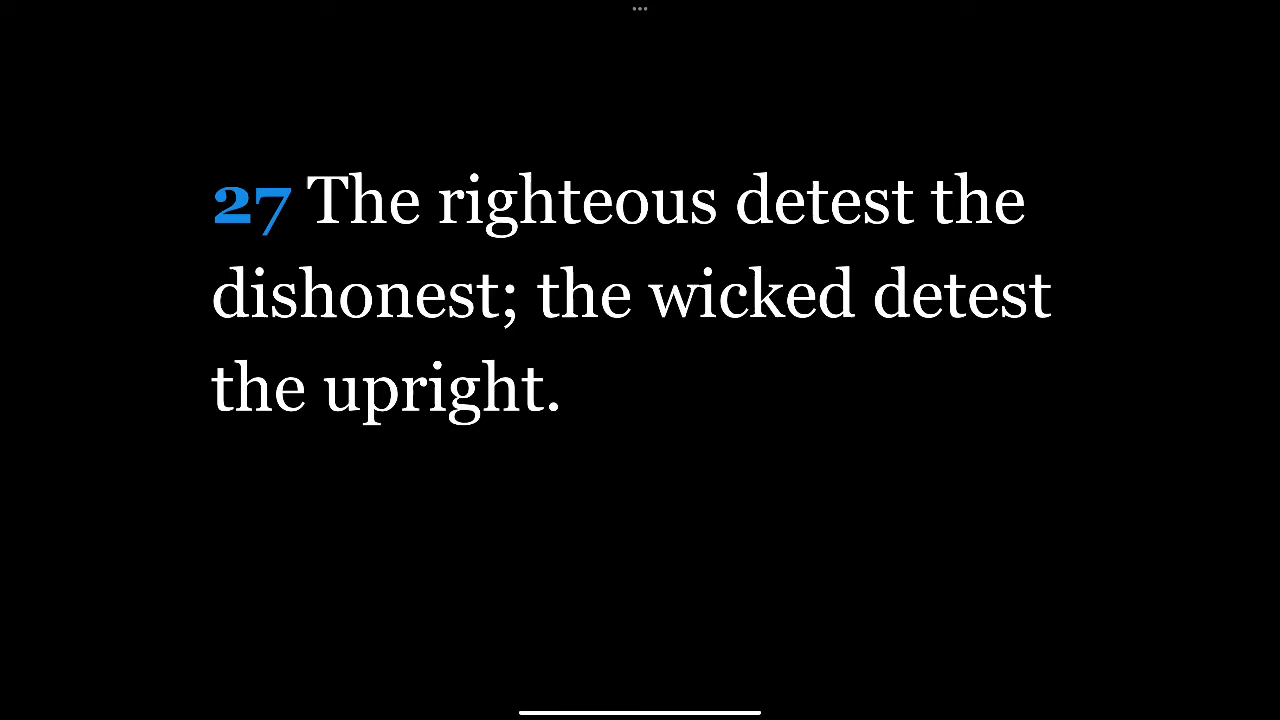 27 The righteous detest the
dishonest; the wicked detest
the upright.